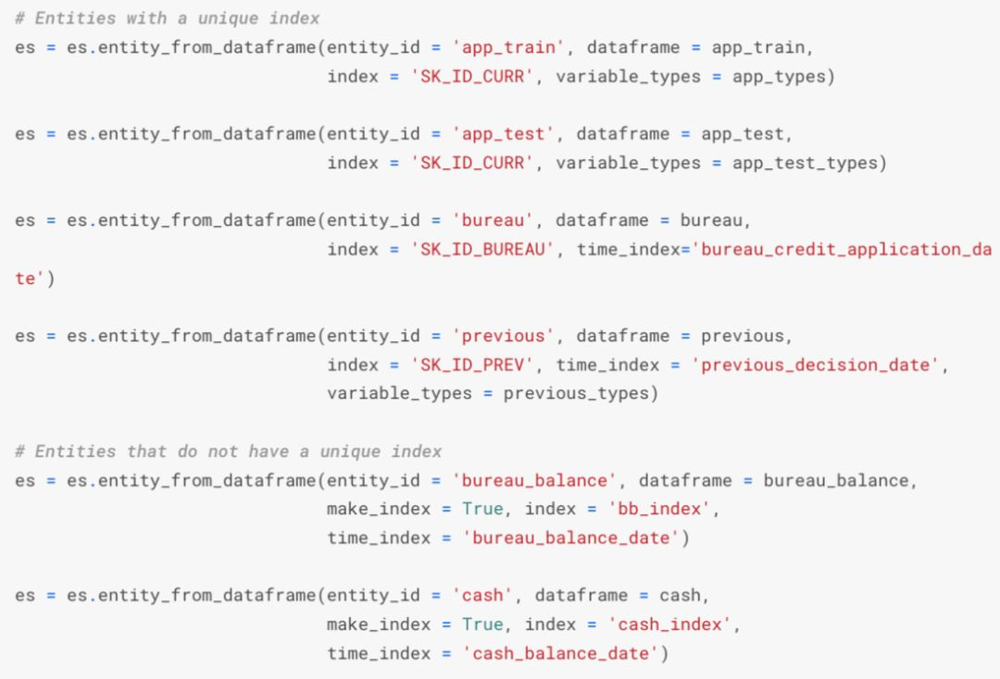 # Entities with a unique index
es = es.entity_from_dataframe(entity_id = 'app_train', dataframe = app_train,
index = 'SK_ID_CURR', variable_types = app_types)
es = es.entity_from_dataframe(entity_id = 'app_test', dataframe = app_test,
index = 'SK_ID_CURR', variable_types = app_test_types)
es = es.entity_from_dataframe(entity_id = 'bureau', dataframe = bureau,
index = 'SK_ID_BUREAU', time_index='bureau_credit_application_da
te')
es = es.entity_from_dataframe(entity_id = 'previous', dataframe = previous,
index = 'SK_ID_PREV', time_index = 'previous_decision_date',
variable_types = previous_types)
# Entities that do not have a unique index
es = es.entity_from_dataframe(entity_id = 'bureau_balance', dataframe = bureau_balance,
make_index = True, index = 'bb_index',
time_index = 'bureau_balance_date')
es = es.entity_from_dataframe(entity_id = 'cash', dataframe = cash,
make_index = True, index = 'cash_index',
time_index = 'cash_balance_date')